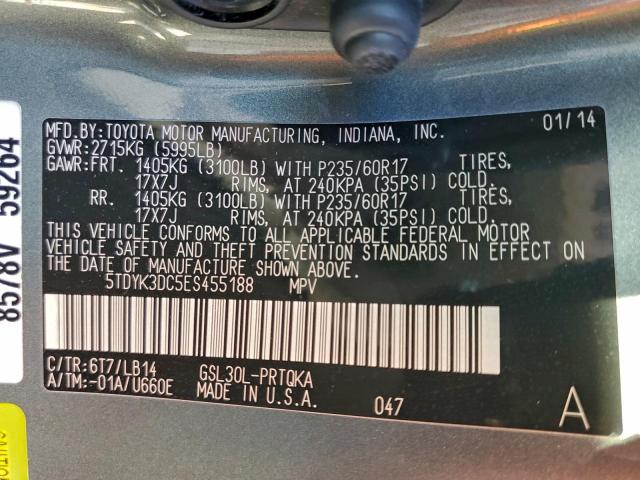 MFD.BY: TOYOTA MOTOR MANUFACTURING, INDIANA, INC. 01/14
GVWR: 2715KG (5995LB)
GAWR: FRT. 1405KG (3100LB) WITH P235/60R17 TIRES,
17X7J RIMS, AT 240KPA (35PSI) COLD.
RR. 1405KG (3100LB) WITH P235/60R17 TIRES,
17X7J RIMS, AT 240KPA (35PSI) COLD.
THIS VEHICLE CONFORMS TO ALL APPLICABLE FEDERAL MOTOR
VEHICLE SAFETY AND THEFT PREVENTION STANDARDS IN EFFECT ON
THE DATE OF MANUFACTURE SHOWN ABOVE.
5TDYK3DC5ES455188 MPV
C/TR: 6T7/LB14 GSL30L-PRTQKA
A/TM: -01A/U660E MADE IN U.S.A. 047 A
8578V 59264